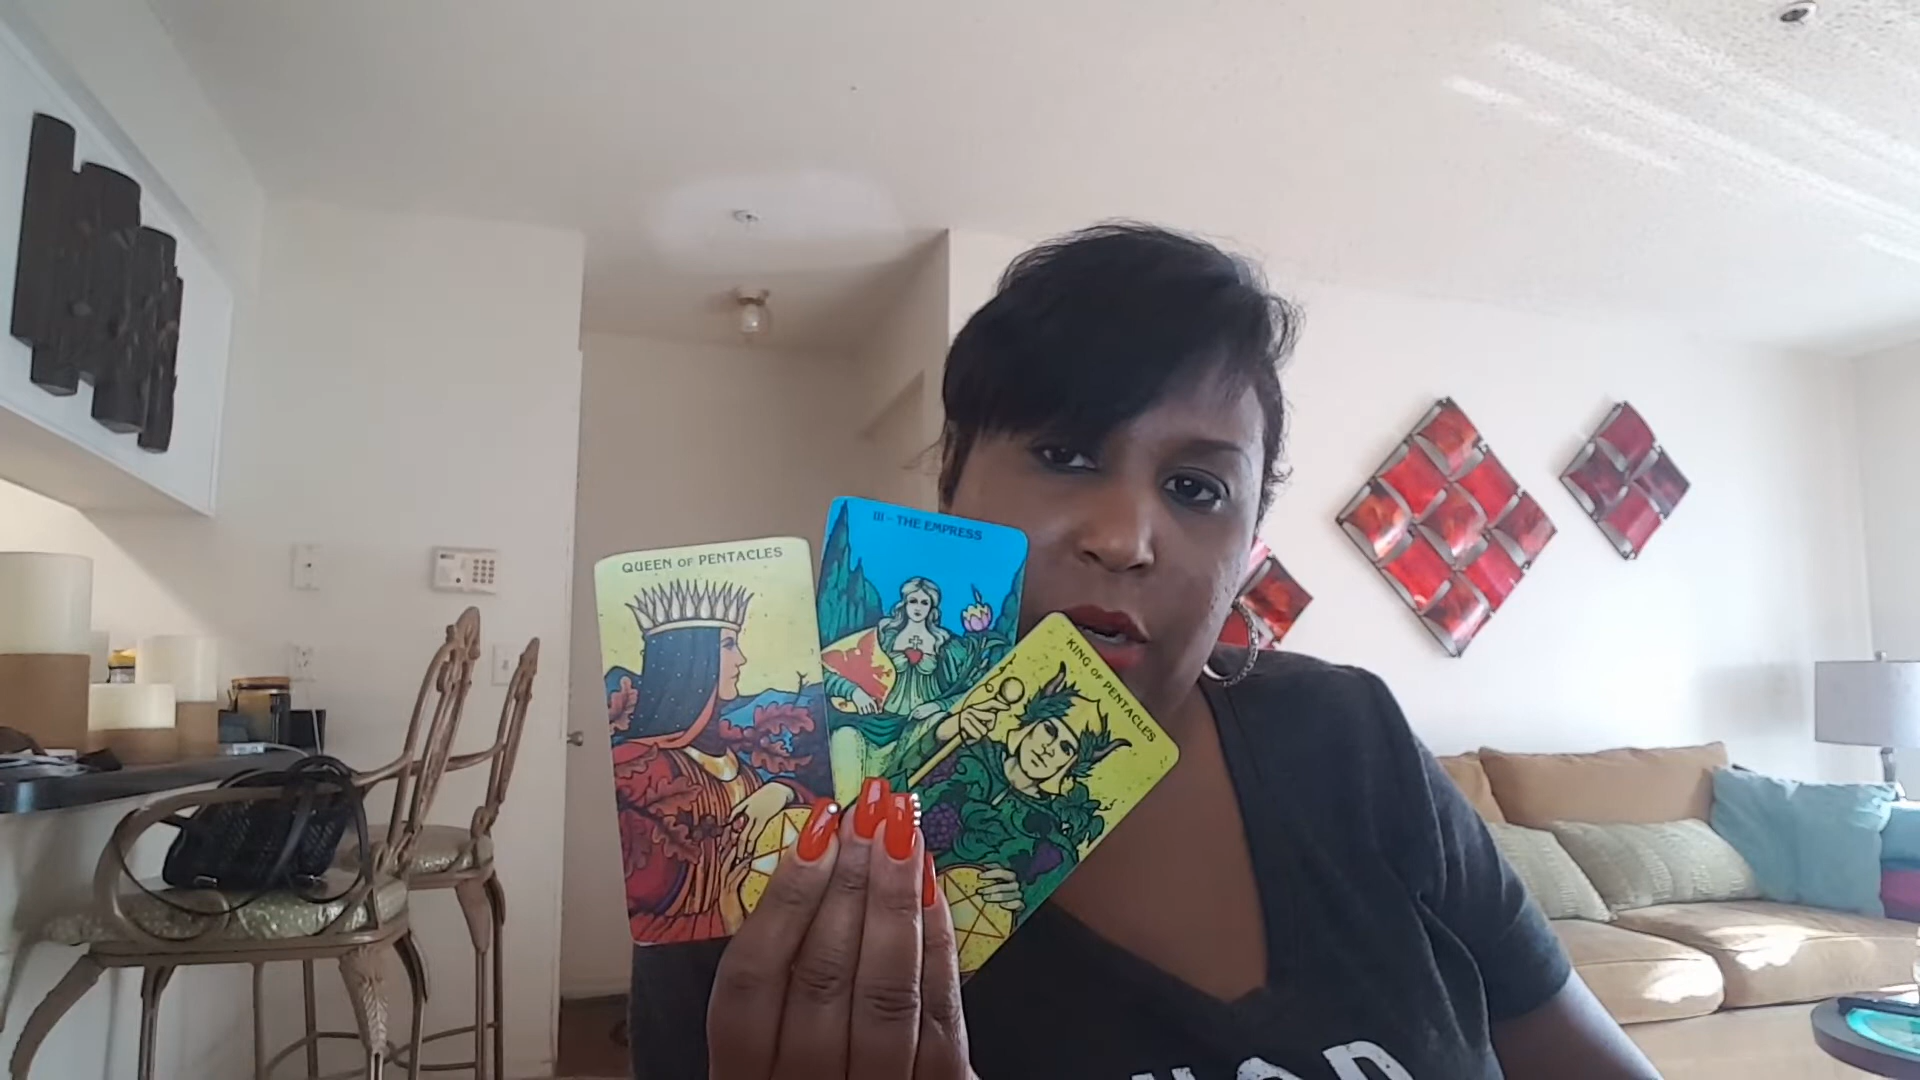 QUEEN OF PENTACLES
III - THE EMPRESS
KING OF PENTACLES